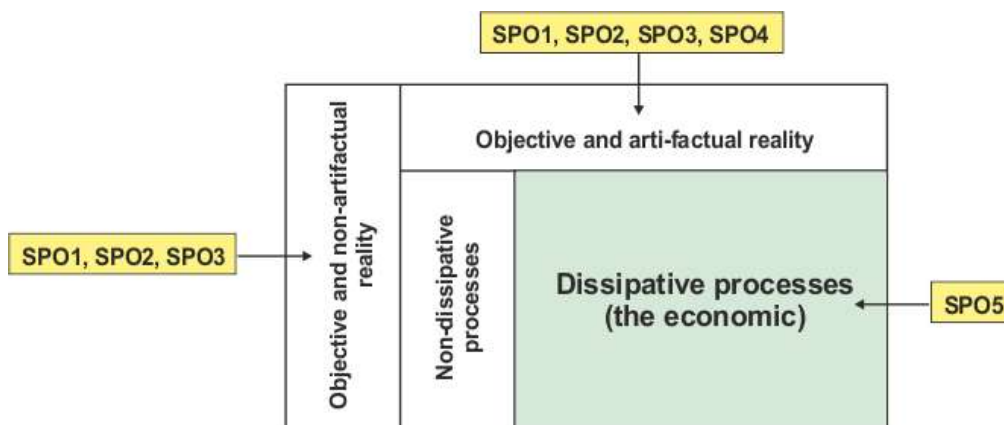 SPO1, SPO2, SPO3, SPO4
Objective and arti-factual reality
Objective and non-artifactual
reality
SPO1, SPO2, SPO3
Non-dissipative
processes
Dissipative processes
(the economic)
SPO5